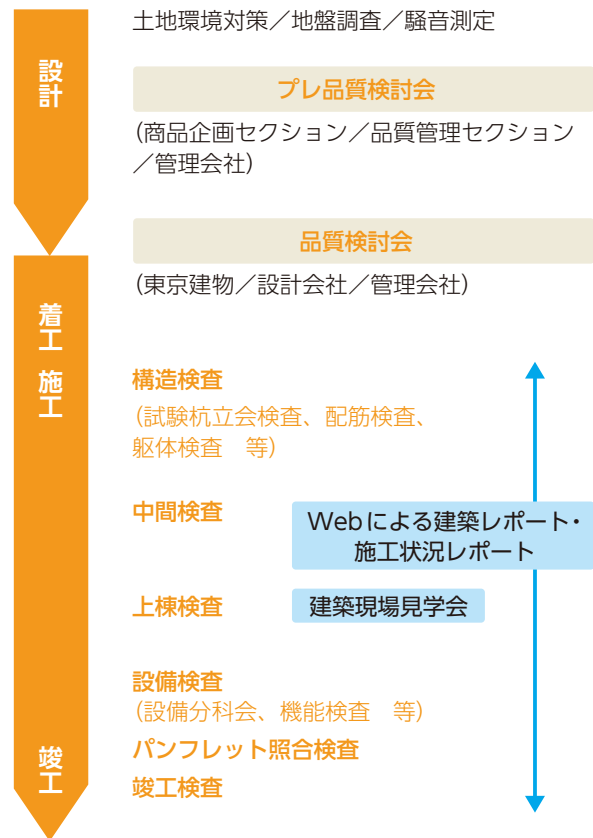 土地環境対策／地盤調査／騒音測定
設計
プレ品質検討会
(商品企画セクション／品質管理セクション
／管理会社)
品質検討会
(東京建物／設計会社／管理会社)
着工 施工
構造検査
(試験杭立会検査、配筋検査、
躯体検査　等)
中間検査
Webによる建築レポート・
施工状況レポート
上棟検査
建築現場見学会
設備検査
(設備分科会、機能検査　等)
パンフレット照合検査
竣工
竣工検査